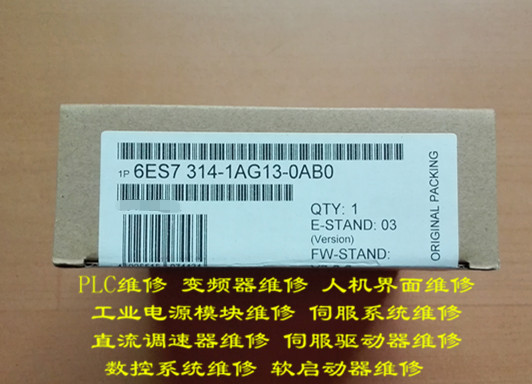 1P 6ES7 314-1AG13-0AB0
QTY: 1
E-STAND: 03
(Version)
FW-STAND:
ORIGINAL PACKING
PLC维修 变频器维修 人机界面维修
工业电源模块维修 伺服系统维修
直流调速器维修 伺服驱动器维修
数控系统维修 软启动器维修